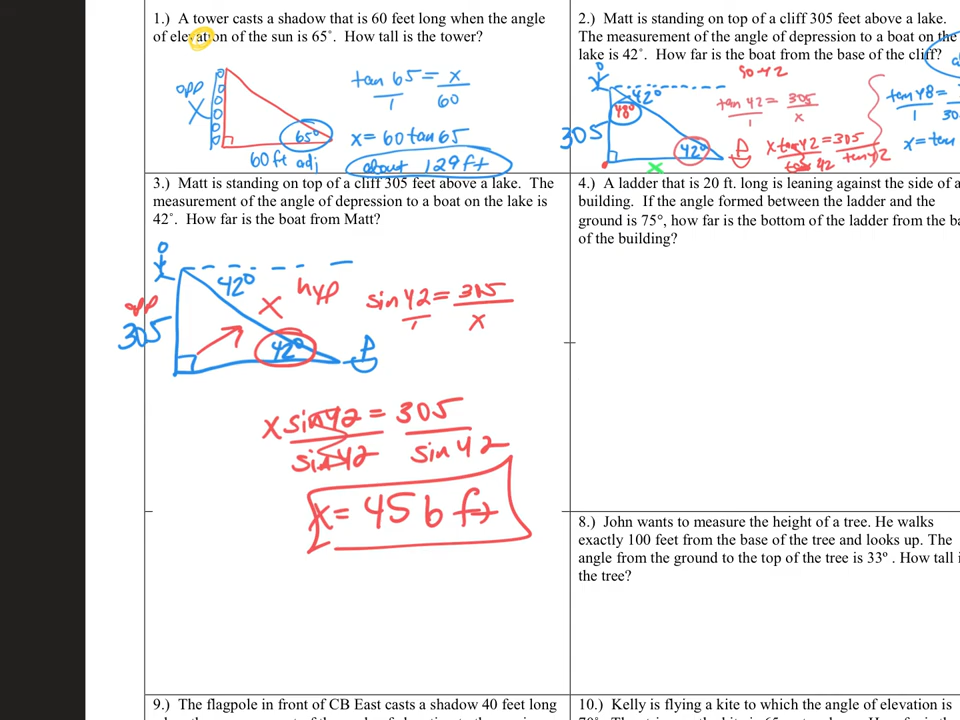 1.) A tower casts a shadow that is 60 feet long when the angle
of elevation of the sun is 65˚. How tall is the tower?
opp
X
65°
60 ft adj
tan 65 = x
1 60
x = 60 tan 65
about 129 ft
2.) Matt is standing on top of a cliff 305 feet above a lake.
The measurement of the angle of depression to a boat on the
lake is 42˚. How far is the boat from the base of the cliff?
42°
48°
305
42°
x
tan 42 = 305
1 x
x tan 42 = 305
tan 42 tan 42
tan 48 =
1 30
x = tan
3.) Matt is standing on top of a cliff 305 feet above a lake. The
measurement of the angle of depression to a boat on the lake is
42˚. How far is the boat from Matt?
42°
hyp
X
opp
305
42°
sin 42 = 305
1 x
x sin 42 = 305
sin 42 sin 42
x = 456 ft
4.) A ladder that is 20 ft. long is leaning against the side of a
building. If the angle formed between the ladder and the
ground is 75°, how far is the bottom of the ladder from the ba
of the building?
8.) John wants to measure the height of a tree. He walks
exactly 100 feet from the base of the tree and looks up. The
angle from the ground to the top of the tree is 33º . How tall i
the tree?
9.) The flagpole in front of CB East casts a shadow 40 feet long
10.) Kelly is flying a kite to which the angle of elevation is